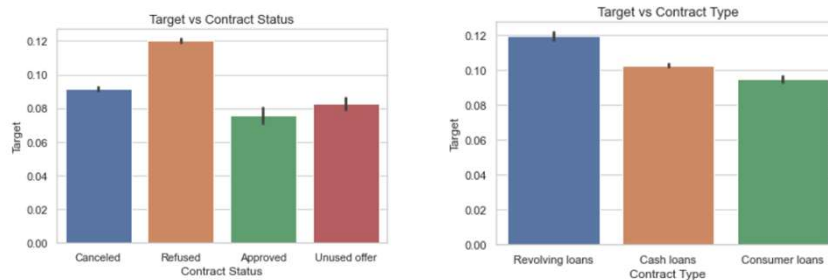 Target vs Contract Status
0.12
0.10
0.08
0.06
0.04
0.02
0.00
Target
Canceled Refused Approved Unused offer
Contract Status
Target vs Contract Type
0.12
0.10
0.08
0.06
0.04
0.02
0.00
Target
Revolving loans Cash loans Consumer loans
Contract Type